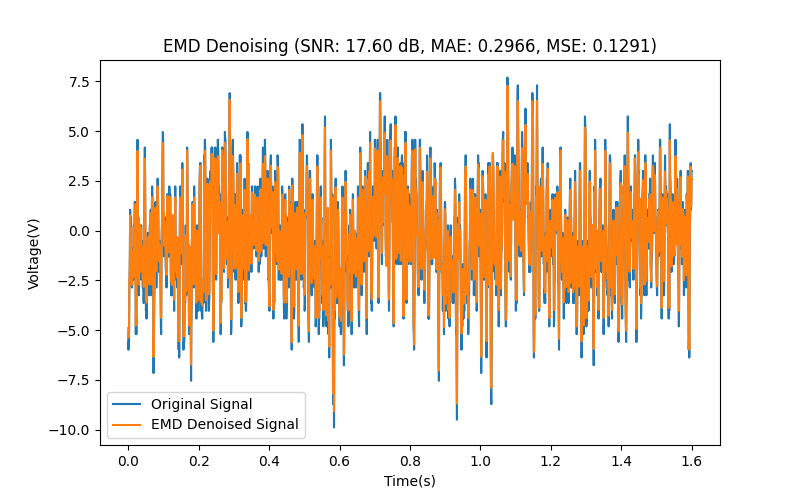 EMD Denoising (SNR: 17.60 dB, MAE: 0.2966, MSE: 0.1291)
7.5
5.0
2.5
0.0
−2.5
−5.0
−7.5
−10.0
Voltage(V)
Original Signal
EMD Denoised Signal
0.0 0.2 0.4 0.6 0.8 1.0 1.2 1.4 1.6
Time(s)